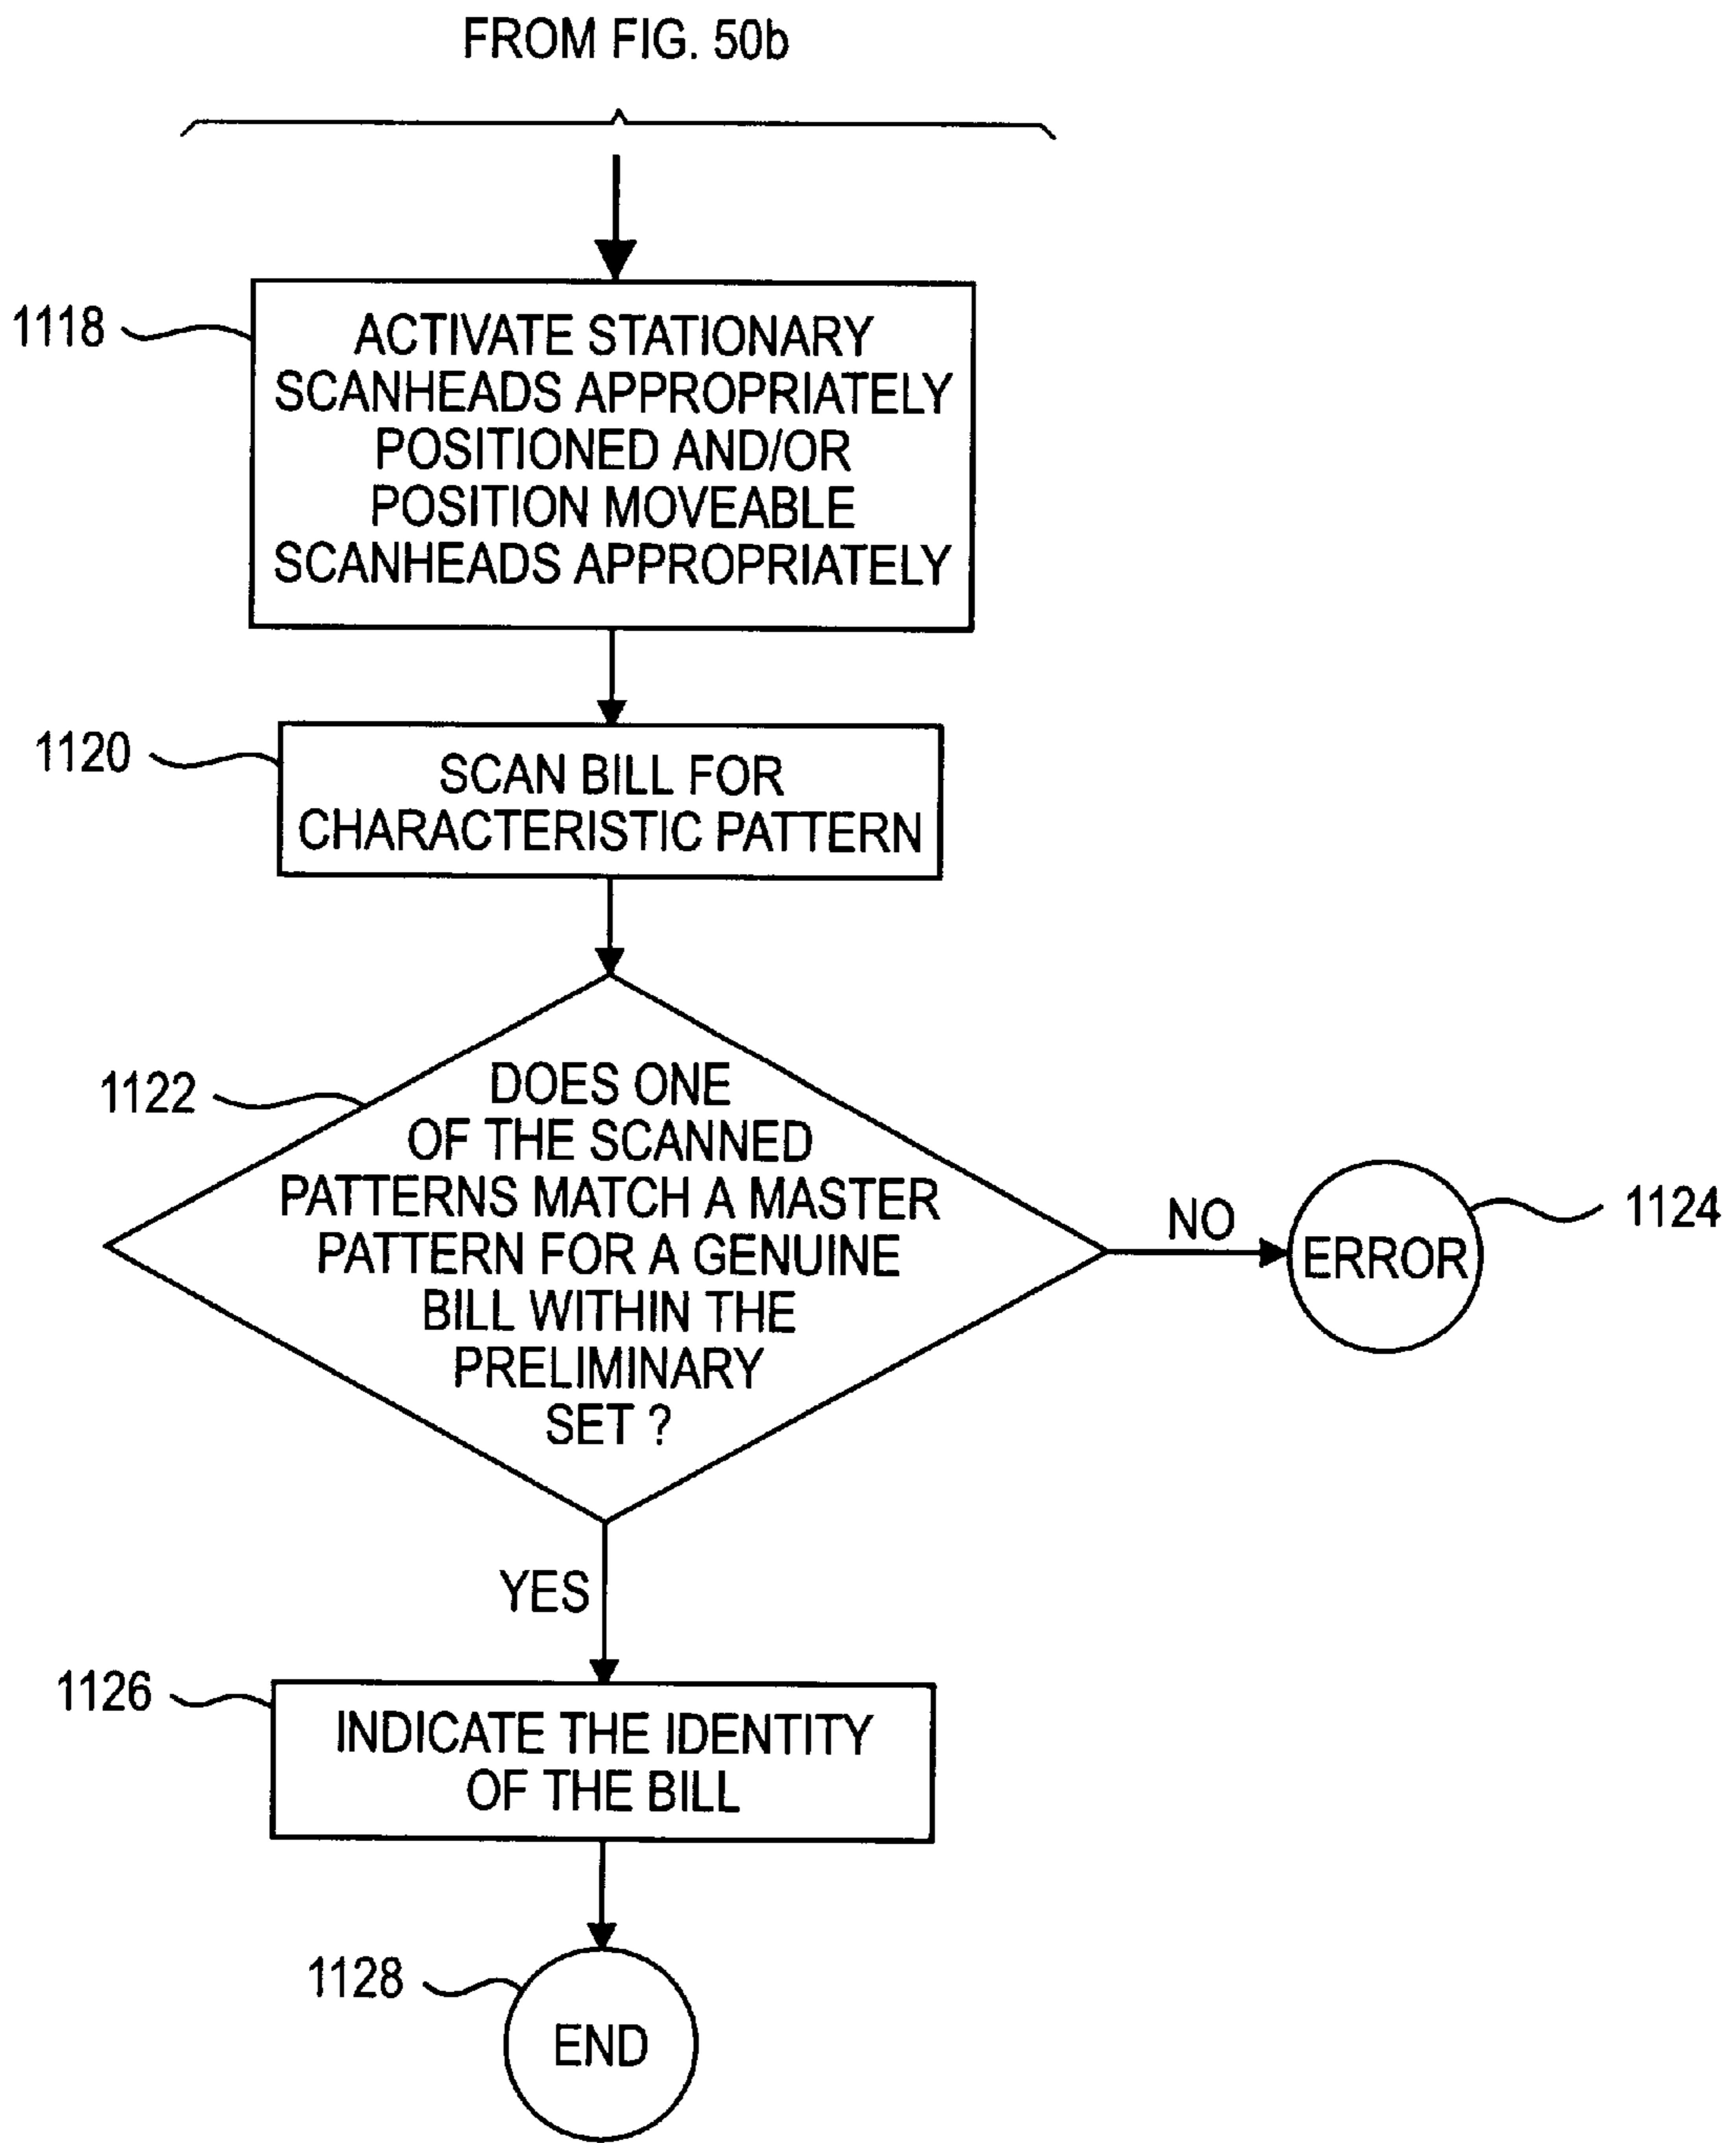 FROM FIG. 50b
1118
ACTIVATE STATIONARY
SCANHEADS APPROPRIATELY
POSITIONED AND/OR
POSITION MOVEABLE
SCANHEADS APPROPRIATELY
1120
SCAN BILL FOR
CHARACTERISTIC PATTERN
1122
DOES ONE
OF THE SCANNED
PATTERNS MATCH A MASTER
PATTERN FOR A GENUINE
BILL WITHIN THE
PRELIMINARY
SET ?
NO
ERROR
1124
YES
1126
INDICATE THE IDENTITY
OF THE BILL
1128
END